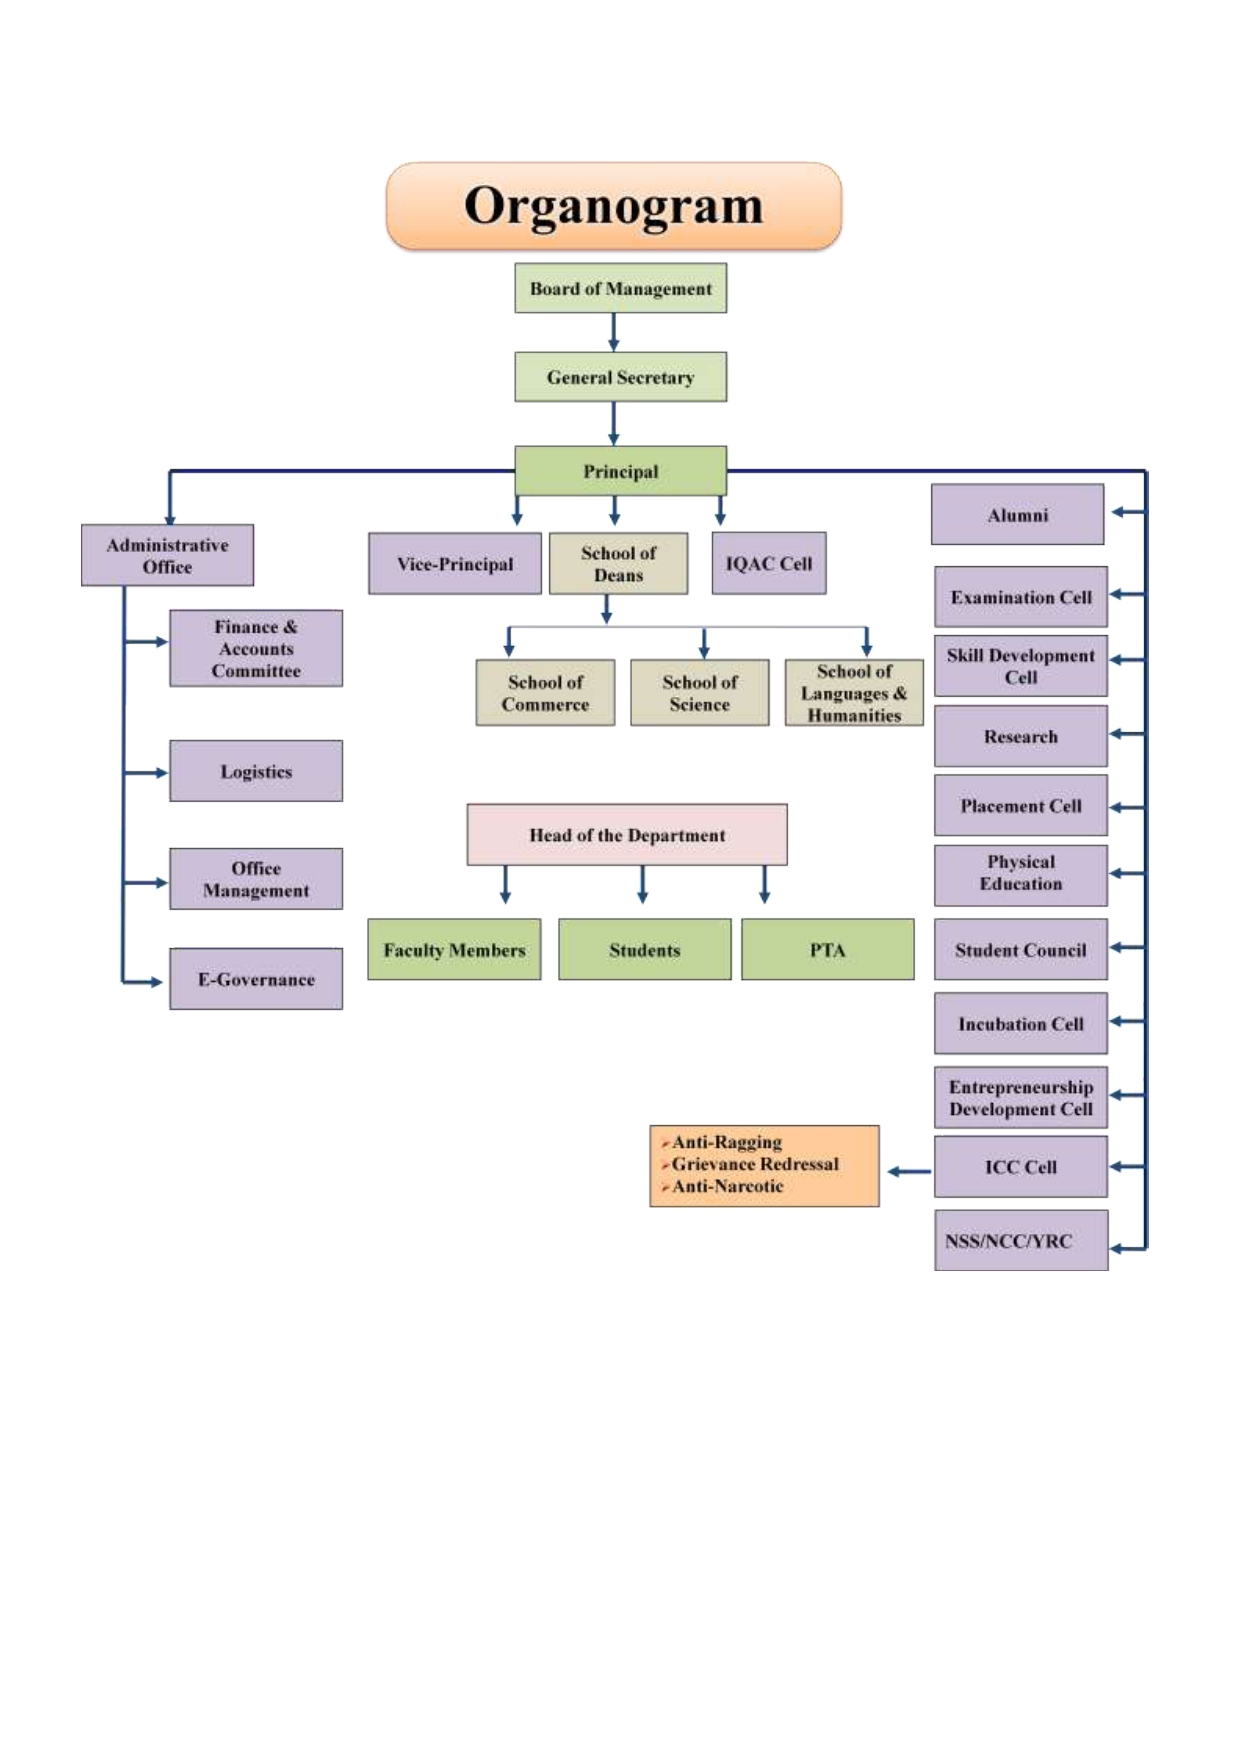 Organogram
Board of Management
General Secretary
Principal
Administrative
Office
Vice-Principal
School of
Deans
IQAC Cell
Finance &
Accounts
Committee
Logistics
Office
Management
E-Governance
School of
Commerce
School of
Science
School of
Languages &
Humanities
Head of the Department
Faculty Members
Students
PTA
Alumni
Examination Cell
Skill Development
Cell
Research
Placement Cell
Physical
Education
Student Council
Incubation Cell
Entrepreneurship
Development Cell
ICC Cell
Anti-Ragging
Grievance Redressal
Anti-Narcotic
NSS/NCC/YRC